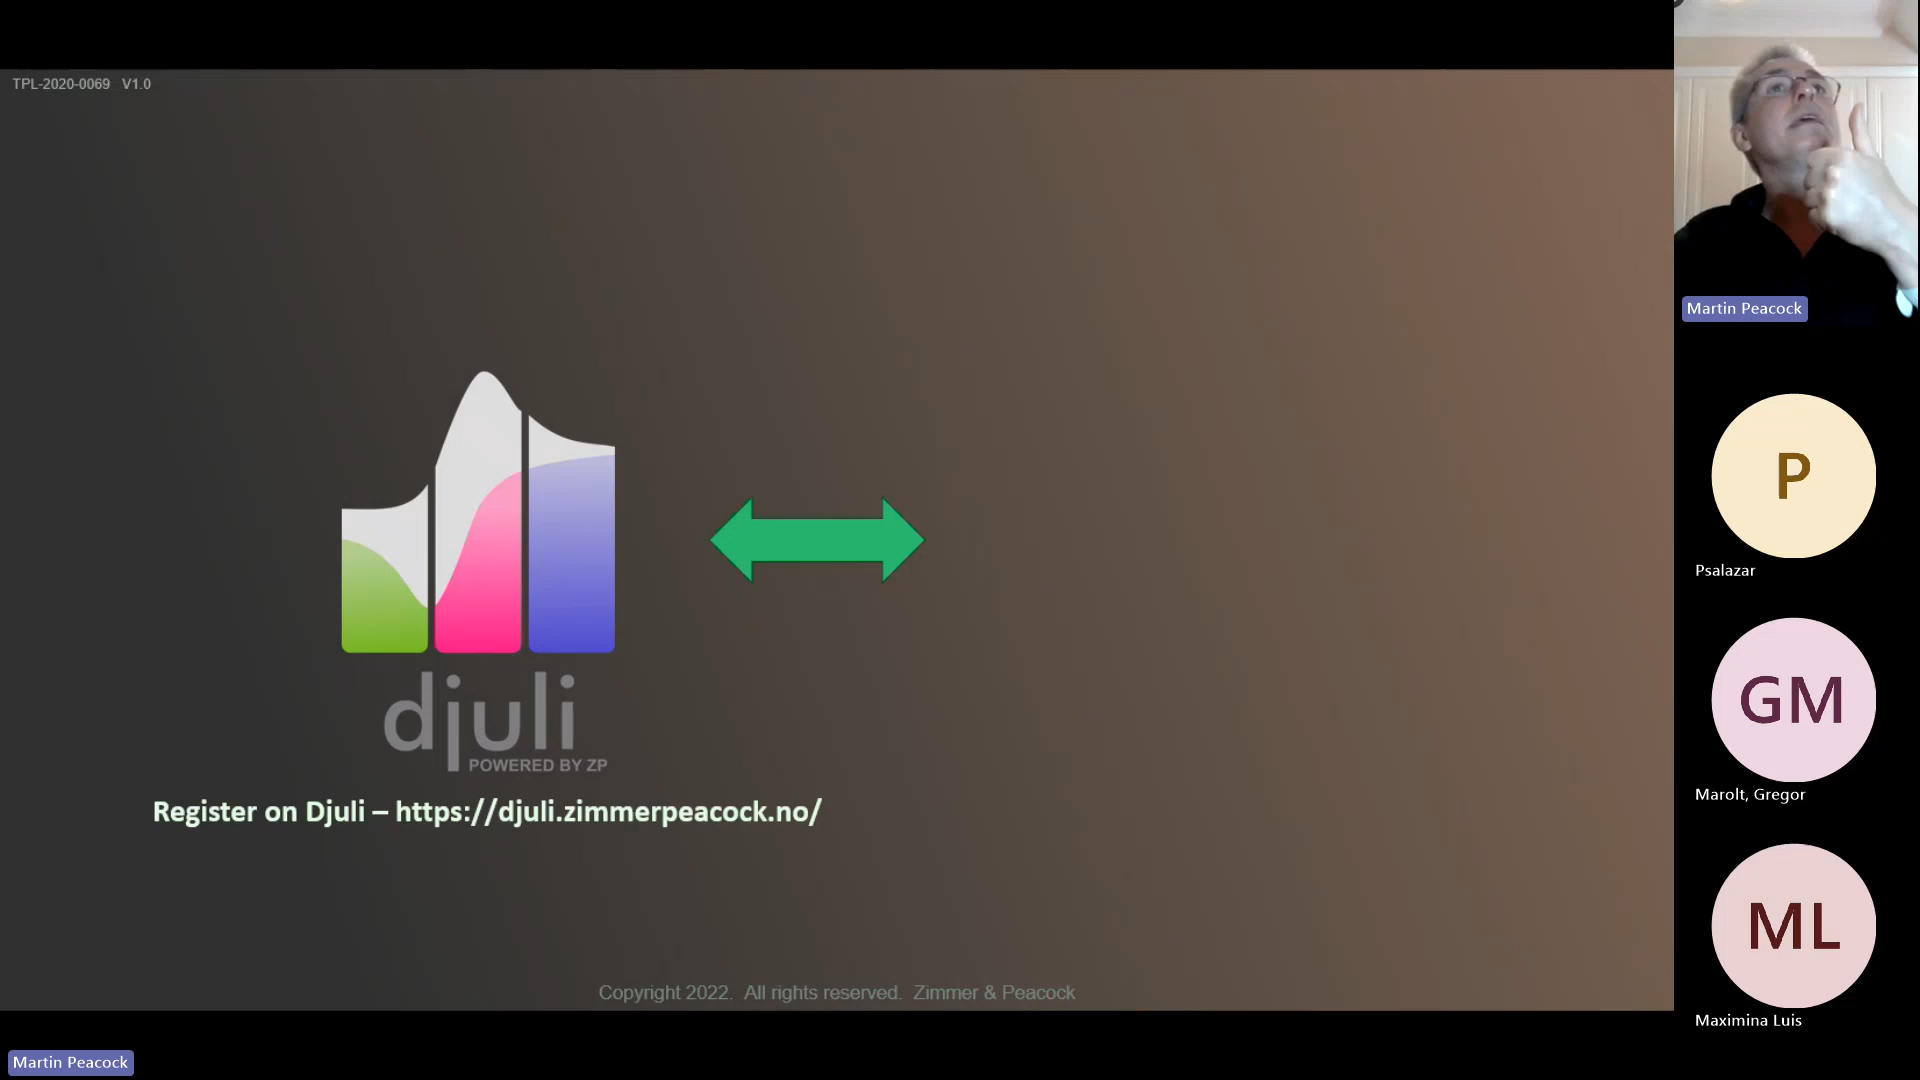 TPL-2020-0069 V1.0
djuli
POWERED BY ZP
Register on Djuli – https://djuli.zimmerpeacock.no/
Copyright 2022. All rights reserved. Zimmer & Peacock
Martin Peacock
Martin Peacock
P
Psalazar
GM
Marolt, Gregor
ML
Maximina Luis